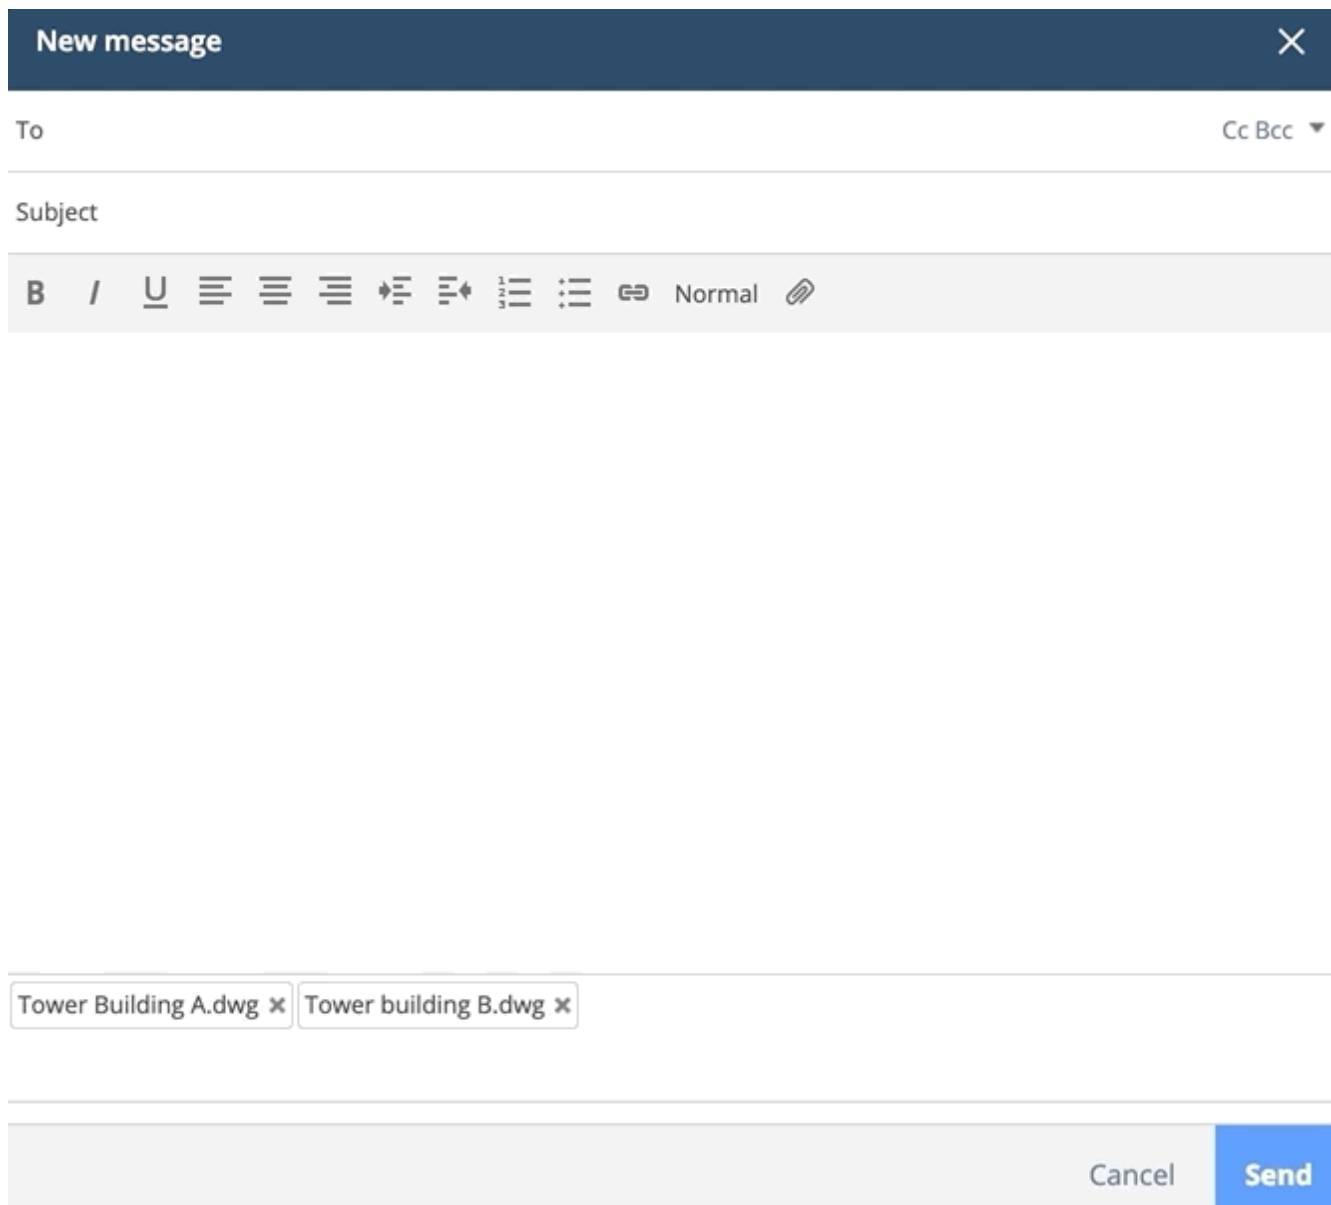 New message
To Cc Bcc
Subject
B I U Normal
Tower Building A.dwg Tower building B.dwg
Cancel Send